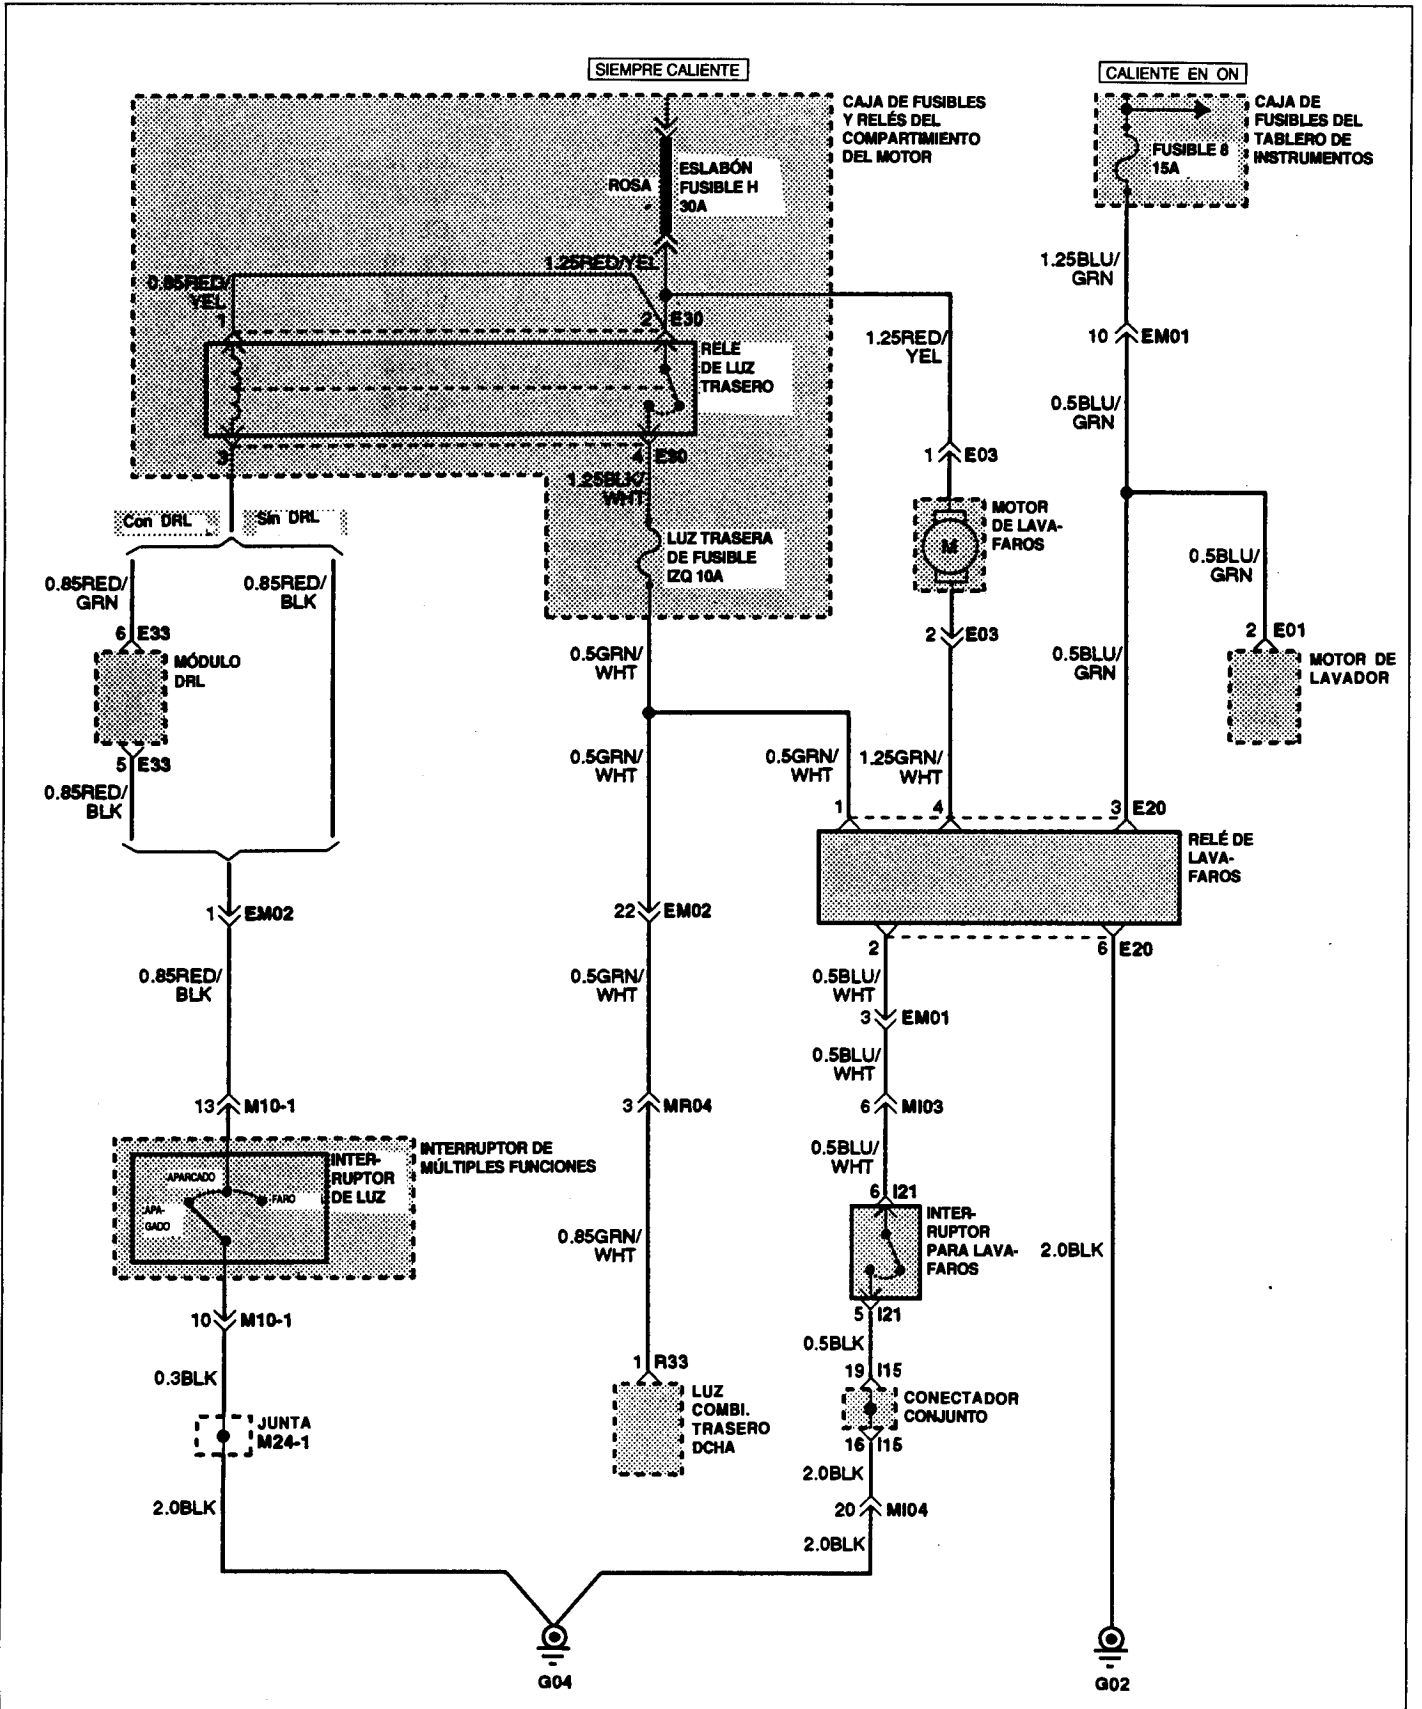 SIEMPRE CALIENTE
CALIENTE EN ON
CAJA DE FUSIBLES
Y RELÉS DEL
COMPARTIMIENTO
DEL MOTOR
CAJA DE
FUSIBLES DEL
TABLERO DE
INSTRUMENTOS
FUSIBLE 8
15A
ROSA
ESLABÓN
FUSIBLE H
30A
1.25RED/YEL
0.85RED/
YEL
1
2
E30
1.25BLU/
GRN
10
EM01
1.25RED/
YEL
RELE
DE LUZ
TRASERO
0.5BLU/
GRN
3
4
E30
1
E03
1.25BLK/
WHT
MOTOR
DE LAVA-
FAROS
M
Con DRL
Sin DRL
LUZ TRASERA
DE FUSIBLE
IZQ 10A
0.5BLU/
GRN
0.85RED/
GRN
0.85RED/
BLK
6
E33
2
E03
2
E01
MÓDULO
DRL
0.5GRN/
WHT
0.5BLU/
GRN
MOTOR DE
LAVADOR
5
E33
0.85RED/
BLK
0.5GRN/
WHT
0.5GRN/
WHT
1.25GRN/
WHT
1
4
3
E20
RELÉ DE
LAVA-
FAROS
1
EM02
22
EM02
2
6
E20
0.85RED/
BLK
0.5GRN/
WHT
0.5BLU/
WHT
3
EM01
0.5BLU/
WHT
13
M10-1
3
MR04
6
MI03
INTERRUPTOR DE
MÚLTIPLES FUNCIONES
INTER-
RUPTOR
DE LUZ
APARCADO
FARO
APA-
GADO
0.5BLU/
WHT
6
I21
INTER-
RUPTOR
PARA LAVA-
FAROS
0.85GRN/
WHT
2.0BLK
10
M10-1
5
I21
0.5BLK
0.3BLK
1
R33
19
I15
LUZ
COMBI.
TRASERO
DCHA
CONECTADOR
CONJUNTO
JUNTA
M24-1
16
I15
2.0BLK
2.0BLK
20
MI04
2.0BLK
G04
G02